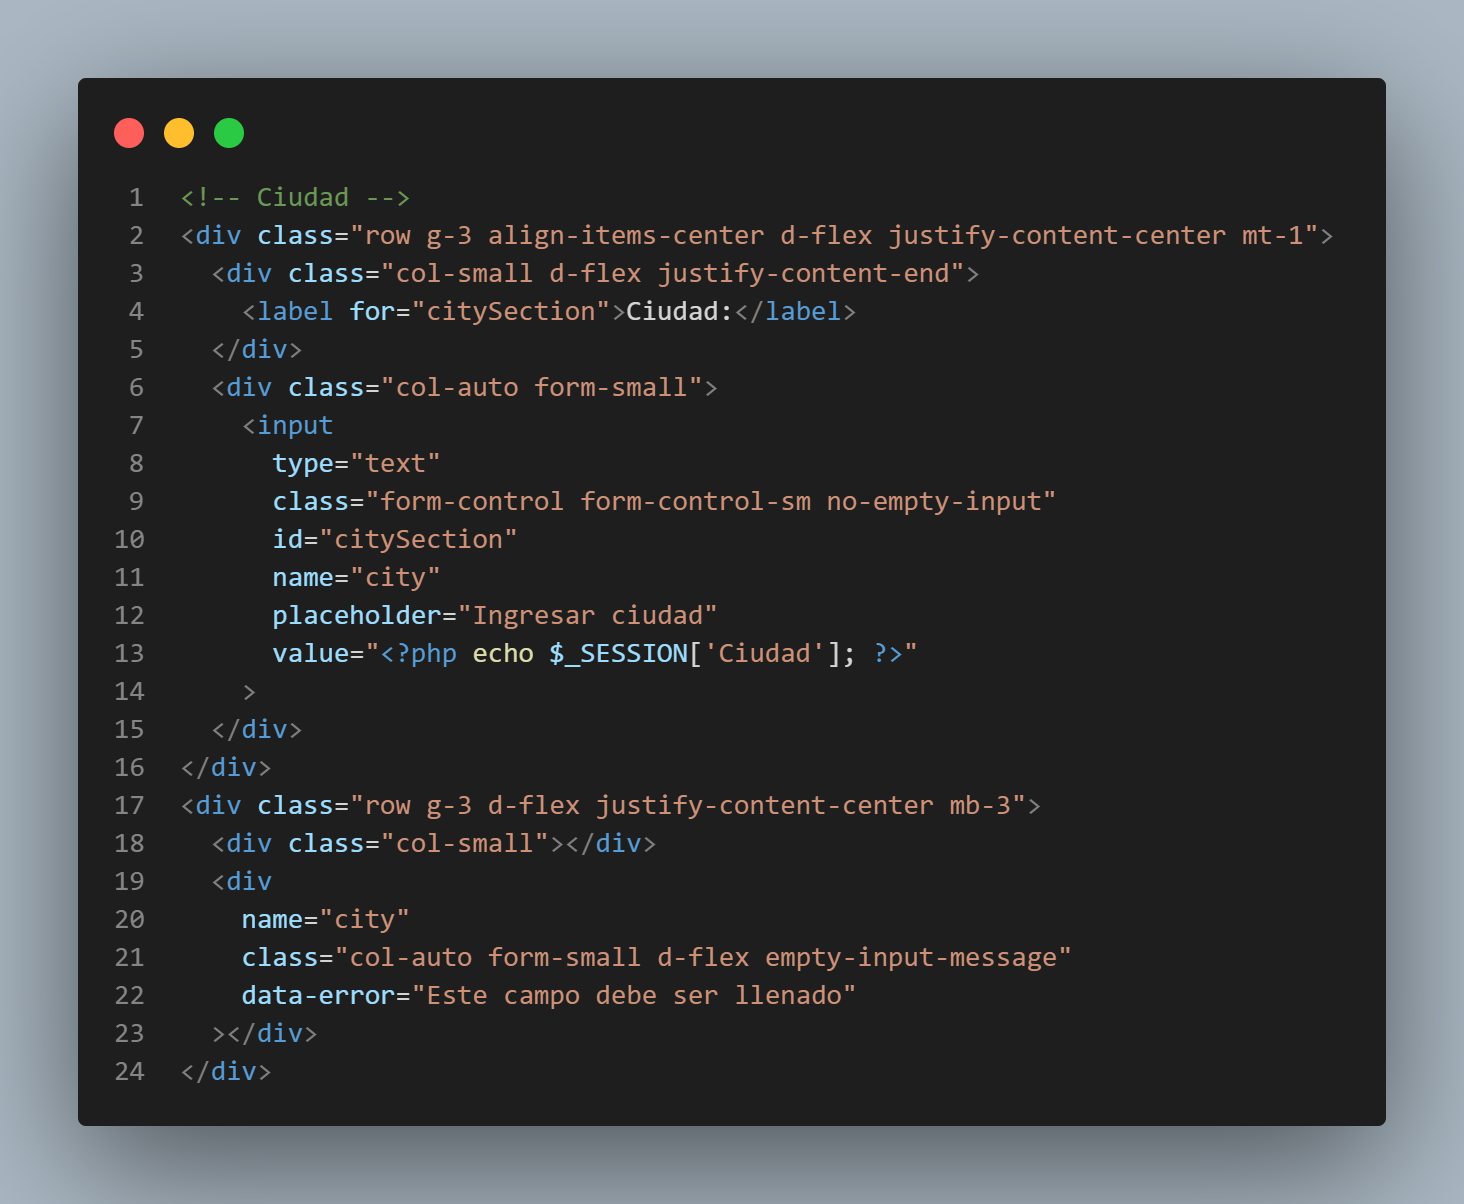 1 <!-- Ciudad -->
2 <div class="row g-3 align-items-center d-flex justify-content-center mt-1">
3   <div class="col-small d-flex justify-content-end">
4     <label for="citySection">Ciudad:</label>
5   </div>
6   <div class="col-auto form-small">
7     <input
8       type="text"
9       class="form-control form-control-sm no-empty-input"
10       id="citySection"
11       name="city"
12       placeholder="Ingresar ciudad"
13       value="<?php echo $_SESSION['Ciudad']; ?>"
14     >
15   </div>
16 </div>
17 <div class="row g-3 d-flex justify-content-center mb-3">
18   <div class="col-small"></div>
19   <div
20     name="city"
21     class="col-auto form-small d-flex empty-input-message"
22     data-error="Este campo debe ser llenado"
23   ></div>
24 </div>